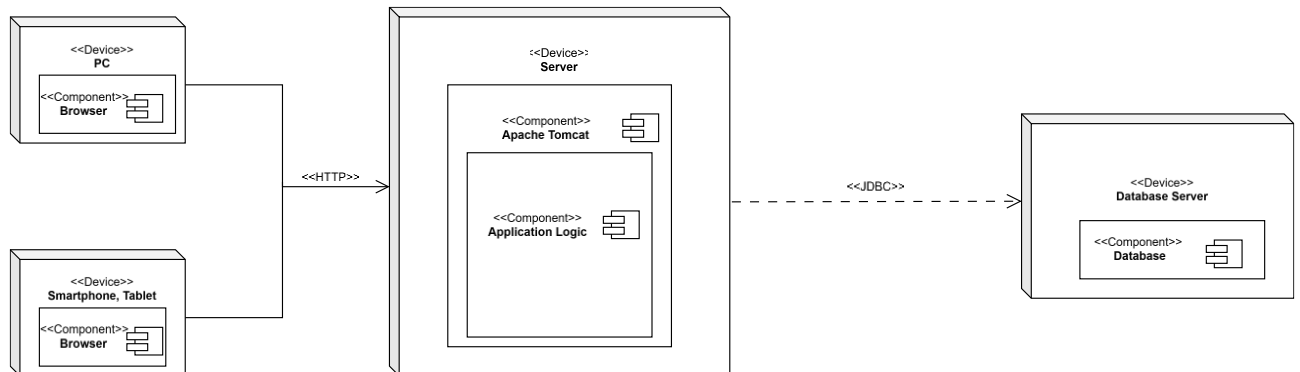 <<Device>>
PC
<<Component>>
Browser
<<Device>>
Smartphone, Tablet
<<Component>>
Browser
<<HTTP>>
<<Device>>
Server
<<Component>>
Apache Tomcat
<<Component>>
Application Logic
<<JDBC>>
<<Device>>
Database Server
<<Component>>
Database